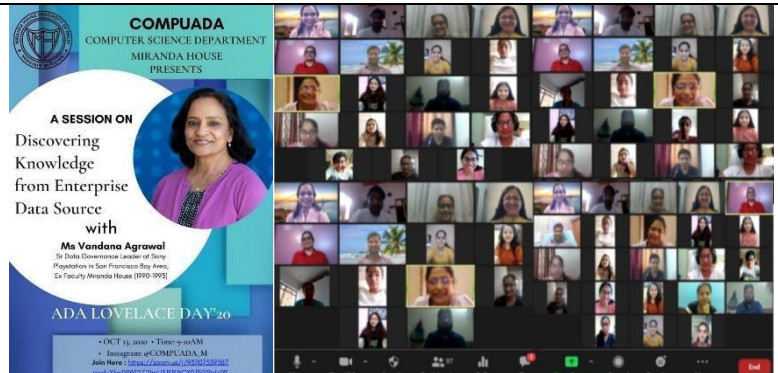 COMPUADA
COMPUTER SCIENCE DEPARTMENT
MIRANDA HOUSE
PRESENTS
A SESSION ON
Discovering
Knowledge
from Enterprise
Data Source
with
Ms Vandana Agrawal
Sr Data Governance Leader at Sony
Playstation in San Francisco Bay Area,
Ex Faculty Miranda House (1990-1993)
ADA LOVELACE DAY'20
• OCT 13, 2020 • Time: 9-10AM
• Instagram: @COMPUADA_M
Join Here :
57
End